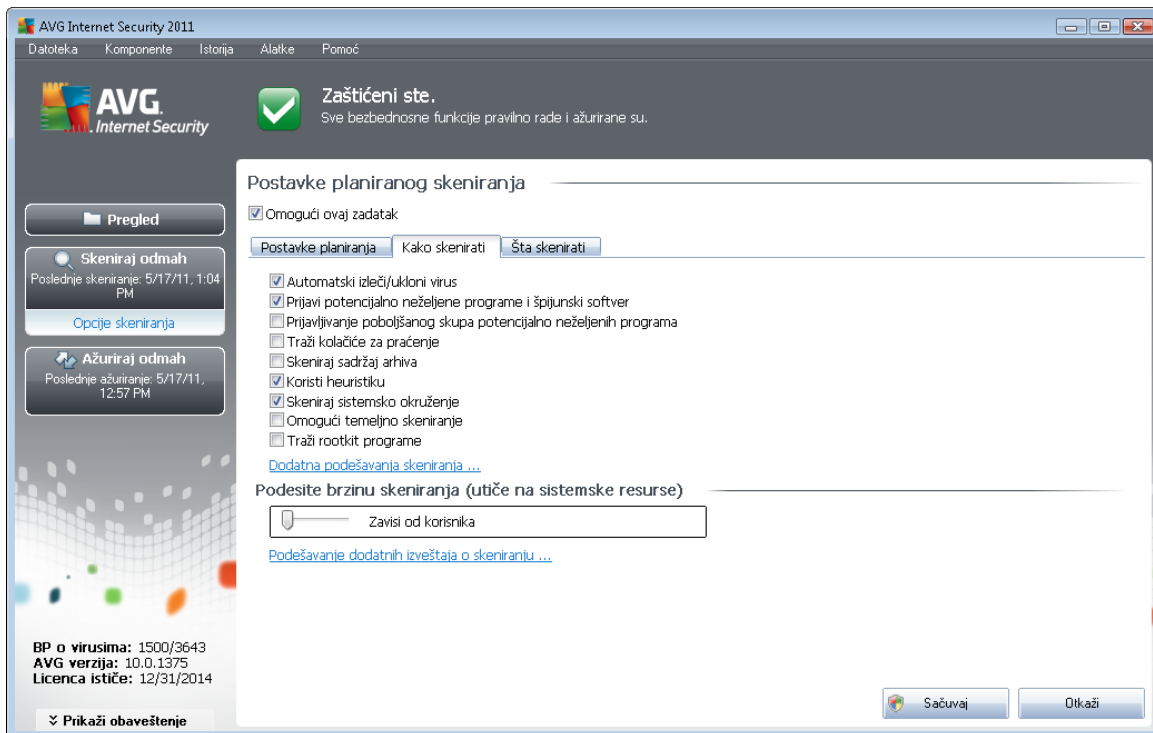 AVG Internet Security 2011
Datoteka Komponente Istorija Alatke Pomoć
AVG.
Internet Security
Zaštićeni ste.
Sve bezbednosne funkcije pravilno rade i ažurirane su.
Pregled
Skeniraj odmah
Poslednje skeniranje: 5/17/11, 1:04
PM
Opcije skeniranja
Ažuriraj odmah
Poslednje ažuriranje: 5/17/11,
12:57 PM
BP o virusima: 1500/3643
AVG verzija: 10.0.1375
Licenca ističe: 12/31/2014
Prikaži obaveštenje
Postavke planiranog skeniranja
Omogući ovaj zadatak
Postavke planiranja Kako skenirati Šta skenirati
Automatski izleči/ukloni virus
Prijavi potencijalno neželjene programe i špijunski softver
Prijavljivanje poboljšanog skupa potencijalno neželjenih programa
Traži kolačiće za praćenje
Skeniraj sadržaj arhiva
Koristi heuristiku
Skeniraj sistemsko okruženje
Omogući temeljno skeniranje
Traži rootkit programe
Dodatna podešavanja skeniranja ...
Podesite brzinu skeniranja (utiče na sistemske resurse)
Zavisi od korisnika
Podešavanje dodatnih izveštaja o skeniranju ...
Sačuvaj Otkaži